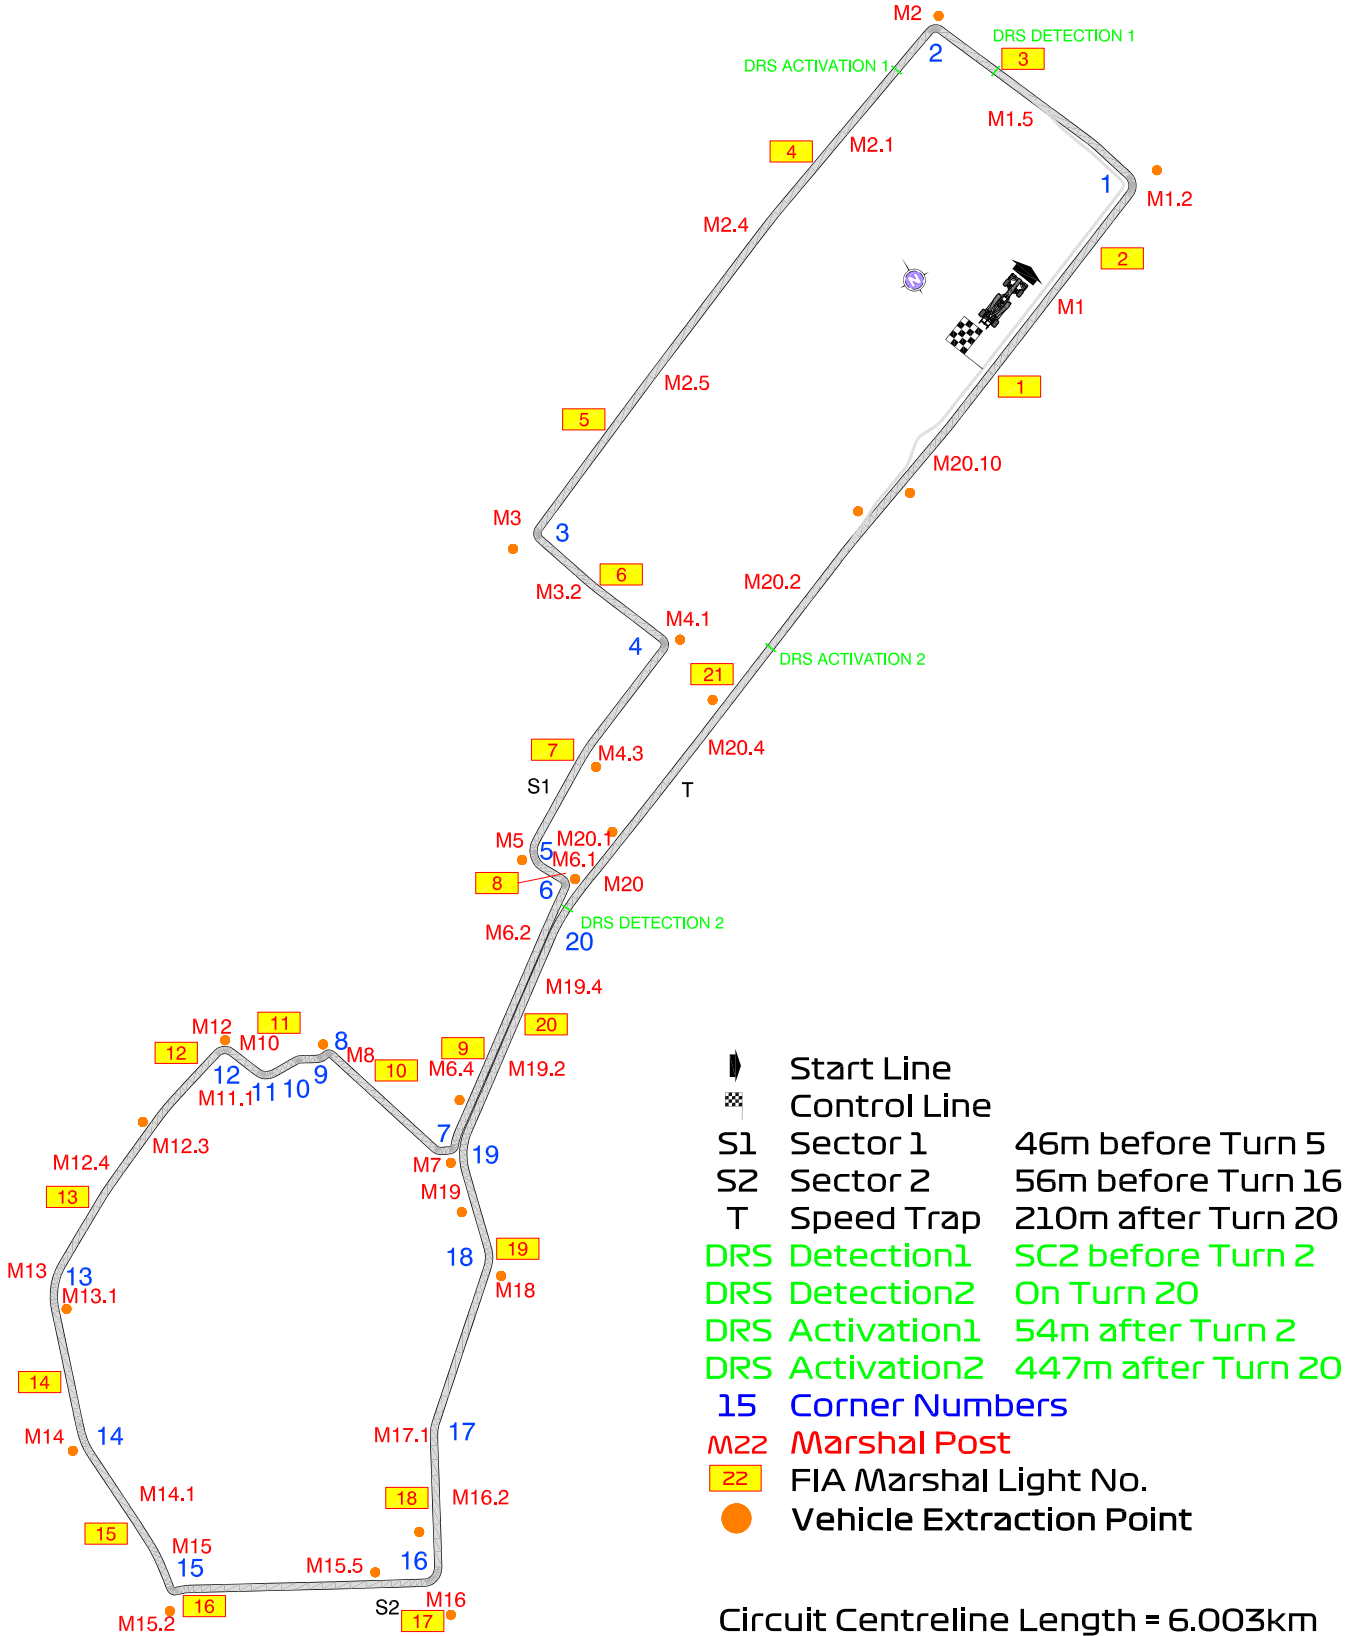 M2
DRS DETECTION 1
2
3
DRS ACTIVATION 1
M1.5
M2.1
4
1
M1.2
M2.4
2
N
M1
M2.5
1
5
M20.10
M3
3
6
M20.2
M3.2
M4.1
4
DRS ACTIVATION 2
21
7
M20.4
M4.3
S1
T
M5
M20.1
5
M6.1
8
6
M20
DRS DETECTION 2
M6.2
20
M19.4
20
11
M12
M10
8
9
12
M8
M6.4
10
M19.2
12
11
10
9
M11.1
7
M12.3
19
M12.4
M7
M19
13
18
19
M13
13
M18
M13.1
14
M14
14
M17.1
17
M14.1
18
M16.2
15
M15
15
M15.5
16
16
S2
M16
M15.2
17
Start Line
Control Line
S1 Sector 1 46m before Turn 5
S2 Sector 2 56m before Turn 16
T Speed Trap 210m after Turn 20
DRS Detection1 SC2 before Turn 2
DRS Detection2 On Turn 20
DRS Activation1 54m after Turn 2
DRS Activation2 447m after Turn 20
15 Corner Numbers
M22 Marshal Post
22 FIA Marshal Light No.
Vehicle Extraction Point
Circuit Centreline Length = 6.003km